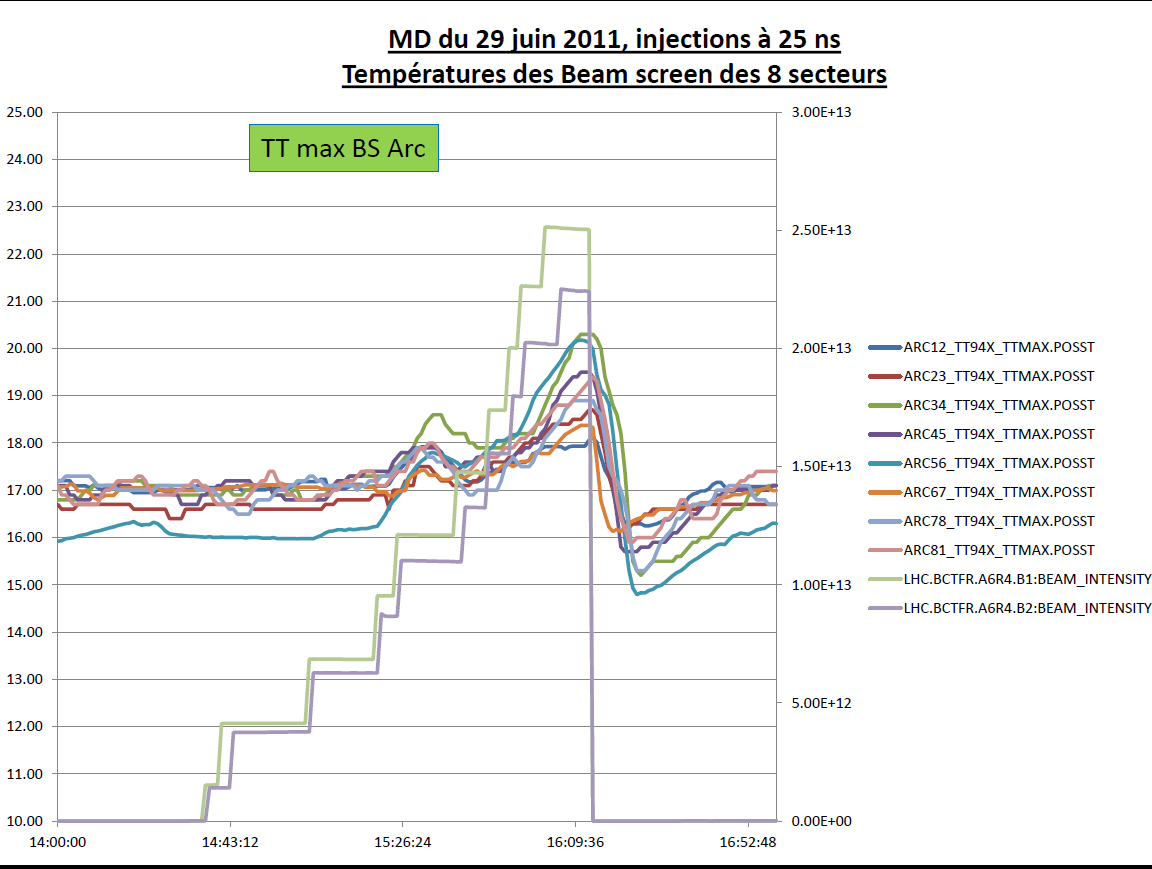 MD du 29 juin 2011, injections à 25 ns
Températures des Beam screen des 8 secteurs
TT max BS Arc
25.00
24.00
23.00
22.00
21.00
20.00
19.00
18.00
17.00
16.00
15.00
14.00
13.00
12.00
11.00
10.00
3.00E+13
2.50E+13
2.00E+13
1.50E+13
1.00E+13
5.00E+12
0.00E+00
14:00:00
14:43:12
15:26:24
16:09:36
16:52:48
ARC12_TT94X_TTMAX.POSST
ARC23_TT94X_TTMAX.POSST
ARC34_TT94X_TTMAX.POSST
ARC45_TT94X_TTMAX.POSST
ARC56_TT94X_TTMAX.POSST
ARC67_TT94X_TTMAX.POSST
ARC78_TT94X_TTMAX.POSST
ARC81_TT94X_TTMAX.POSST
LHC.BCTFR.A6R4.B1:BEAM_INTENSITY
LHC.BCTFR.A6R4.B2:BEAM_INTENSITY